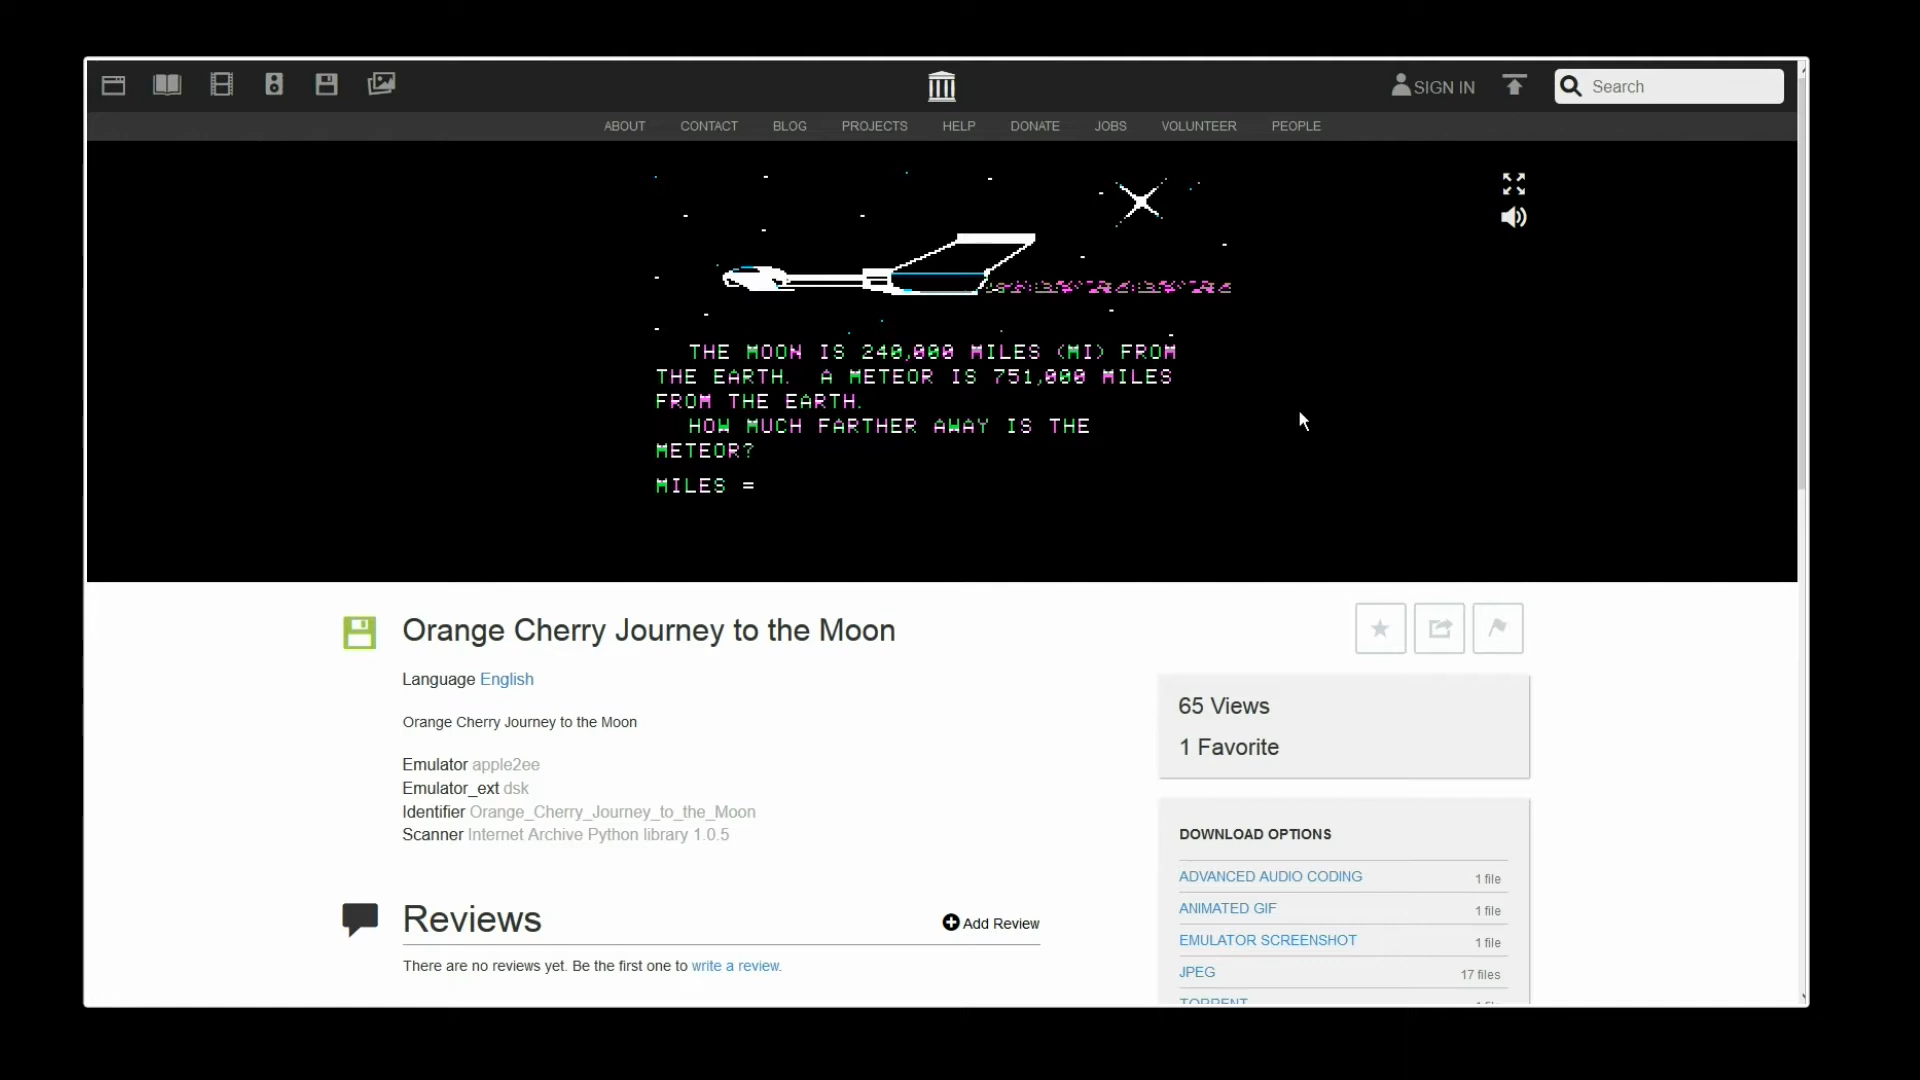 SIGN IN
Search
ABOUT CONTACT BLOG PROJECTS HELP DONATE JOBS VOLUNTEER PEOPLE
THE MOON IS 240,000 MILES (MI) FROM
THE EARTH. A METEOR IS 751,000 MILES
FROM THE EARTH.
HOW MUCH FARTHER AWAY IS THE
METEOR?
MILES =
Orange Cherry Journey to the Moon
Language English
Orange Cherry Journey to the Moon
Emulator apple2ee
Emulator_ext dsk
Identifier Orange_Cherry_Journey_to_the_Moon
Scanner Internet Archive Python library 1.0.5
Reviews
Add Review
There are no reviews yet. Be the first one to write a review.
65 Views
1 Favorite
DOWNLOAD OPTIONS
ADVANCED AUDIO CODING 1 file
ANIMATED GIF 1 file
EMULATOR SCREENSHOT 1 file
JPEG 17 files
TORRENT 1 file